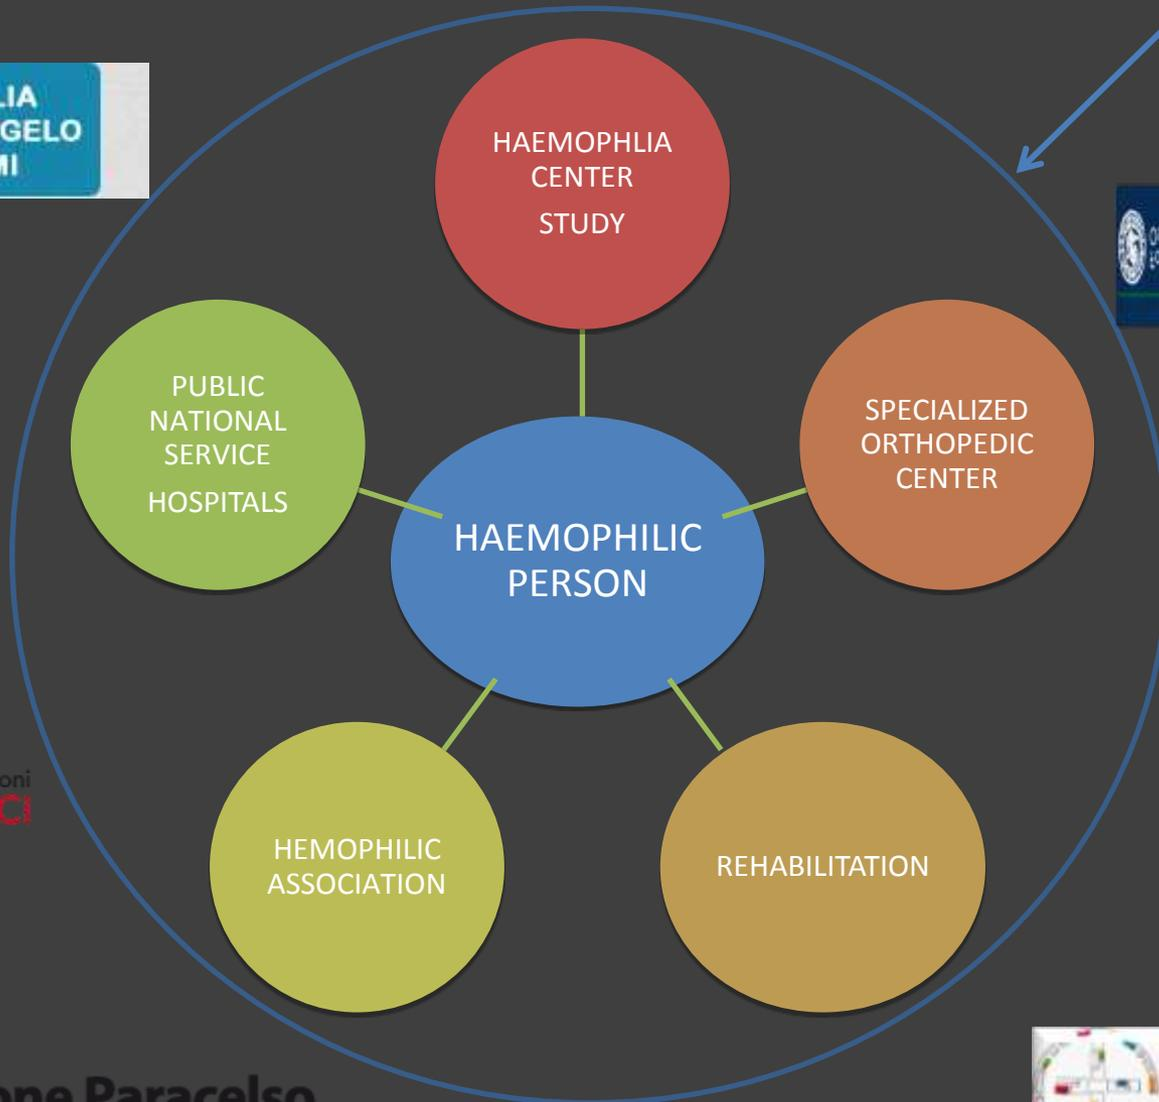 LIA
GELO
MI
HAEMOPHLIA
CENTER
STUDY
PUBLIC
NATIONAL
SERVICE
HOSPITALS
SPECIALIZED
ORTHOPEDIC
CENTER
HAEMOPHILIC
PERSON
oni
Ci
HEMOPHILIC
ASSOCIATION
REHABILITATION
one Paracelso